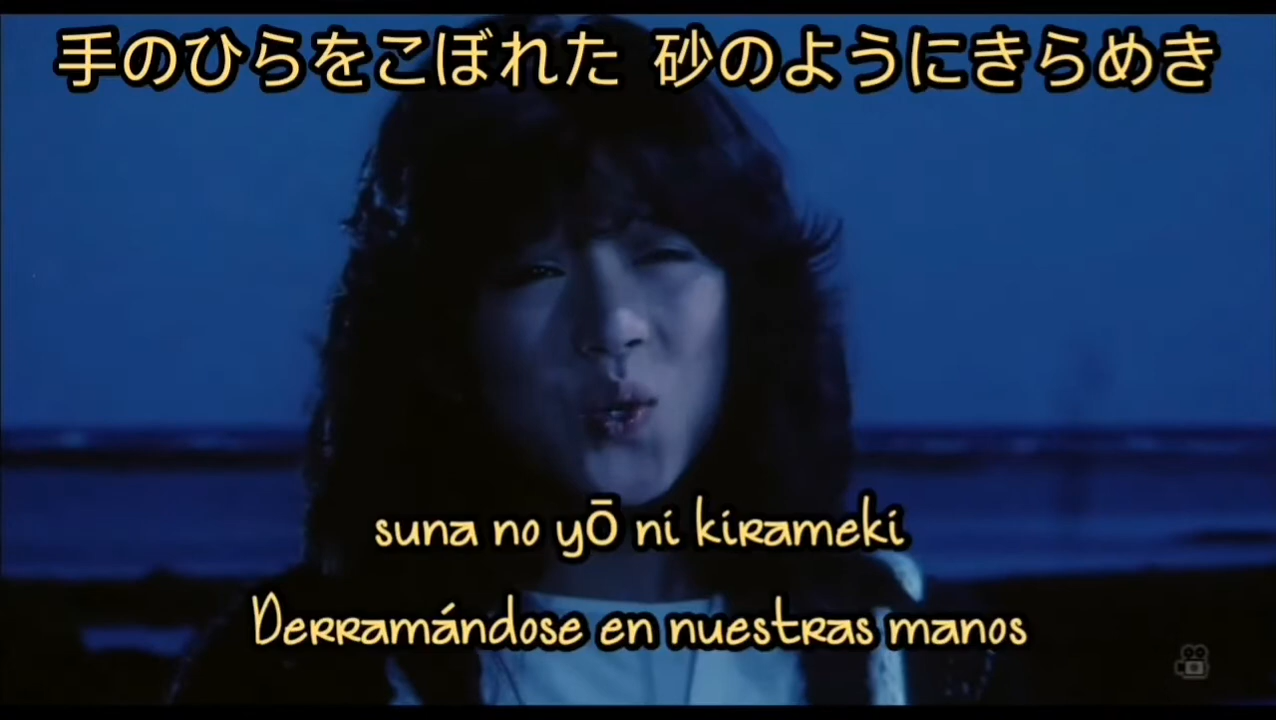 手のひらをこぼれた 砂のようにきらめき
suna no yō ni kirameki
Derramándose en nuestras manos